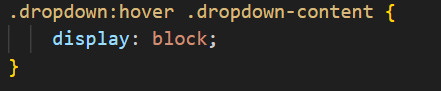 .dropdown:hover .dropdown-content {
    display: block;
}